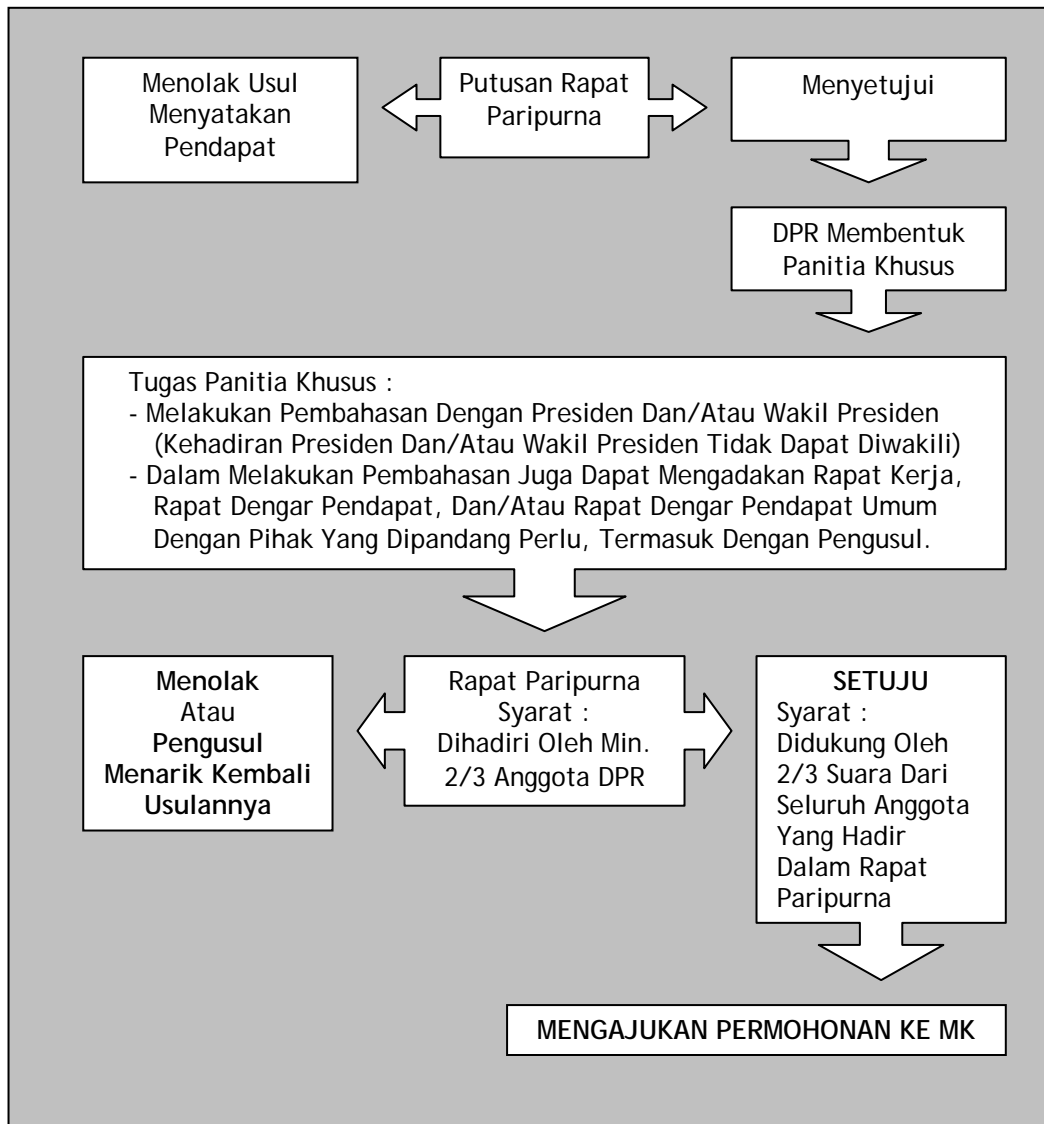 Menolak Usul
Menyatakan
Pendapat
Putusan Rapat
Paripurna
Menyetujui
DPR Membentuk
Panitia Khusus
Tugas Panitia Khusus :
- Melakukan Pembahasan Dengan Presiden Dan/Atau Wakil Presiden
(Kehadiran Presiden Dan/Atau Wakil Presiden Tidak Dapat Diwakili)
- Dalam Melakukan Pembahasan Juga Dapat Mengadakan Rapat Kerja,
Rapat Dengar Pendapat, Dan/Atau Rapat Dengar Pendapat Umum
Dengan Pihak Yang Dipandang Perlu, Termasuk Dengan Pengusul.
Menolak
Atau
Pengusul
Menarik Kembali
Usulannya
Rapat Paripurna
Syarat :
Dihadiri Oleh Min.
2/3 Anggota DPR
SETUJU
Syarat :
Didukung Oleh
2/3 Suara Dari
Seluruh Anggota
Yang Hadir
Dalam Rapat
Paripurna
MENGAJUKAN PERMOHONAN KE MK